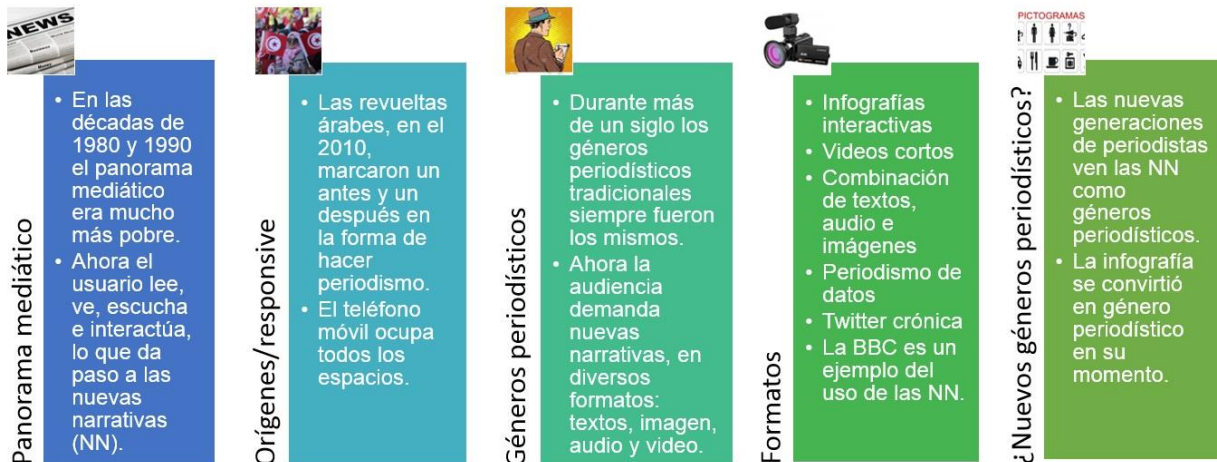 NEWS
Business
Money
Panorama mediático
• En las
décadas de
1980 y 1990
el panorama
mediático
era mucho
más pobre.
• Ahora el
usuario lee,
ve, escucha
e interactúa,
lo que da
paso a las
nuevas
narrativas
(NN).
Orígenes/responsive
• Las revueltas
árabes, en el
2010,
marcaron un
antes y un
después en
la forma de
hacer
periodismo.
• El teléfono
móvil ocupa
todos los
espacios.
Géneros periodísticos
• Durante más
de un siglo los
géneros
periodísticos
tradicionales
siempre fueron
los mismos.
• Ahora la
audiencia
demanda
nuevas
narrativas, en
diversos
formatos:
textos, imagen,
audio y video.
Formatos
• Infografías
interactivas
• Videos cortos
• Combinación
de textos,
audio e
imágenes
• Periodismo de
datos
• Twitter crónica
• La BBC es un
ejemplo del
uso de las NN.
PICTOGRAMAS
¿Nuevos géneros periodísticos?
• Las nuevas
generaciones
de periodistas
ven las NN
como
géneros
periodísticos.
• La infografía
se convirtió
en género
periodístico
en su
momento.